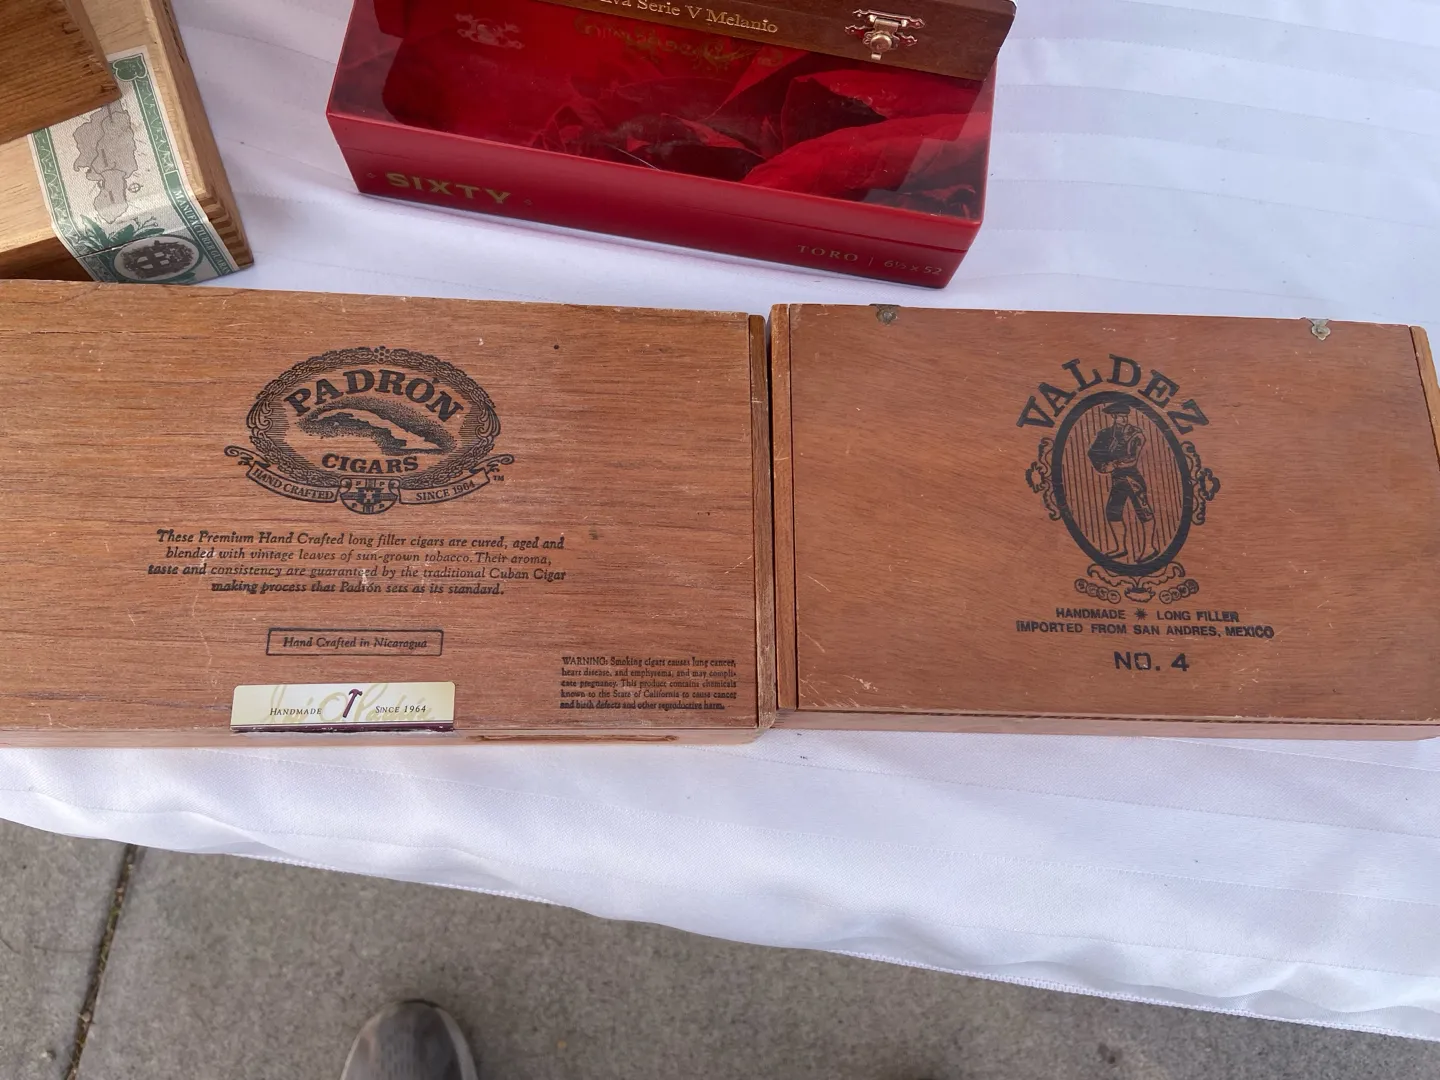 Serie V Melanio
SIXTY
TORO | 6½ x 52
MANUFACTURED
PADRÓN
CIGARS
HAND CRAFTED
SINCE 1964
TM
These Premium Hand Crafted long filler cigars are cured, aged and
blended with vintage leaves of sun-grown tobacco. Their aroma,
taste and consistency are guaranteed by the traditional Cuban Cigar
making process that Padrón sets as its standard.
Hand Crafted in Nicaragua
HANDMADE SINCE 1964
WARNING: Smoking cigars causes lung cancer,
heart disease, and emphysema, and may compli-
cate pregnancy. This product contains chemicals
known to the State of California to cause cancer
and birth defects and other reproductive harm.
VALDEZ
HANDMADE ✷ LONG FILLER
IMPORTED FROM SAN ANDRES, MEXICO
NO. 4